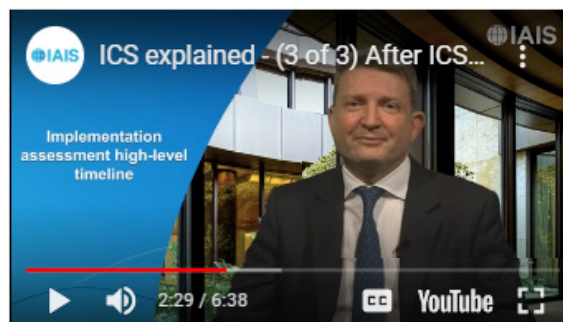 IAIS
ICS explained - (3 of 3) After ICS...
IAIS
Implementation
assessment high-level
timeline
2:29 / 6:38
CC
YouTube